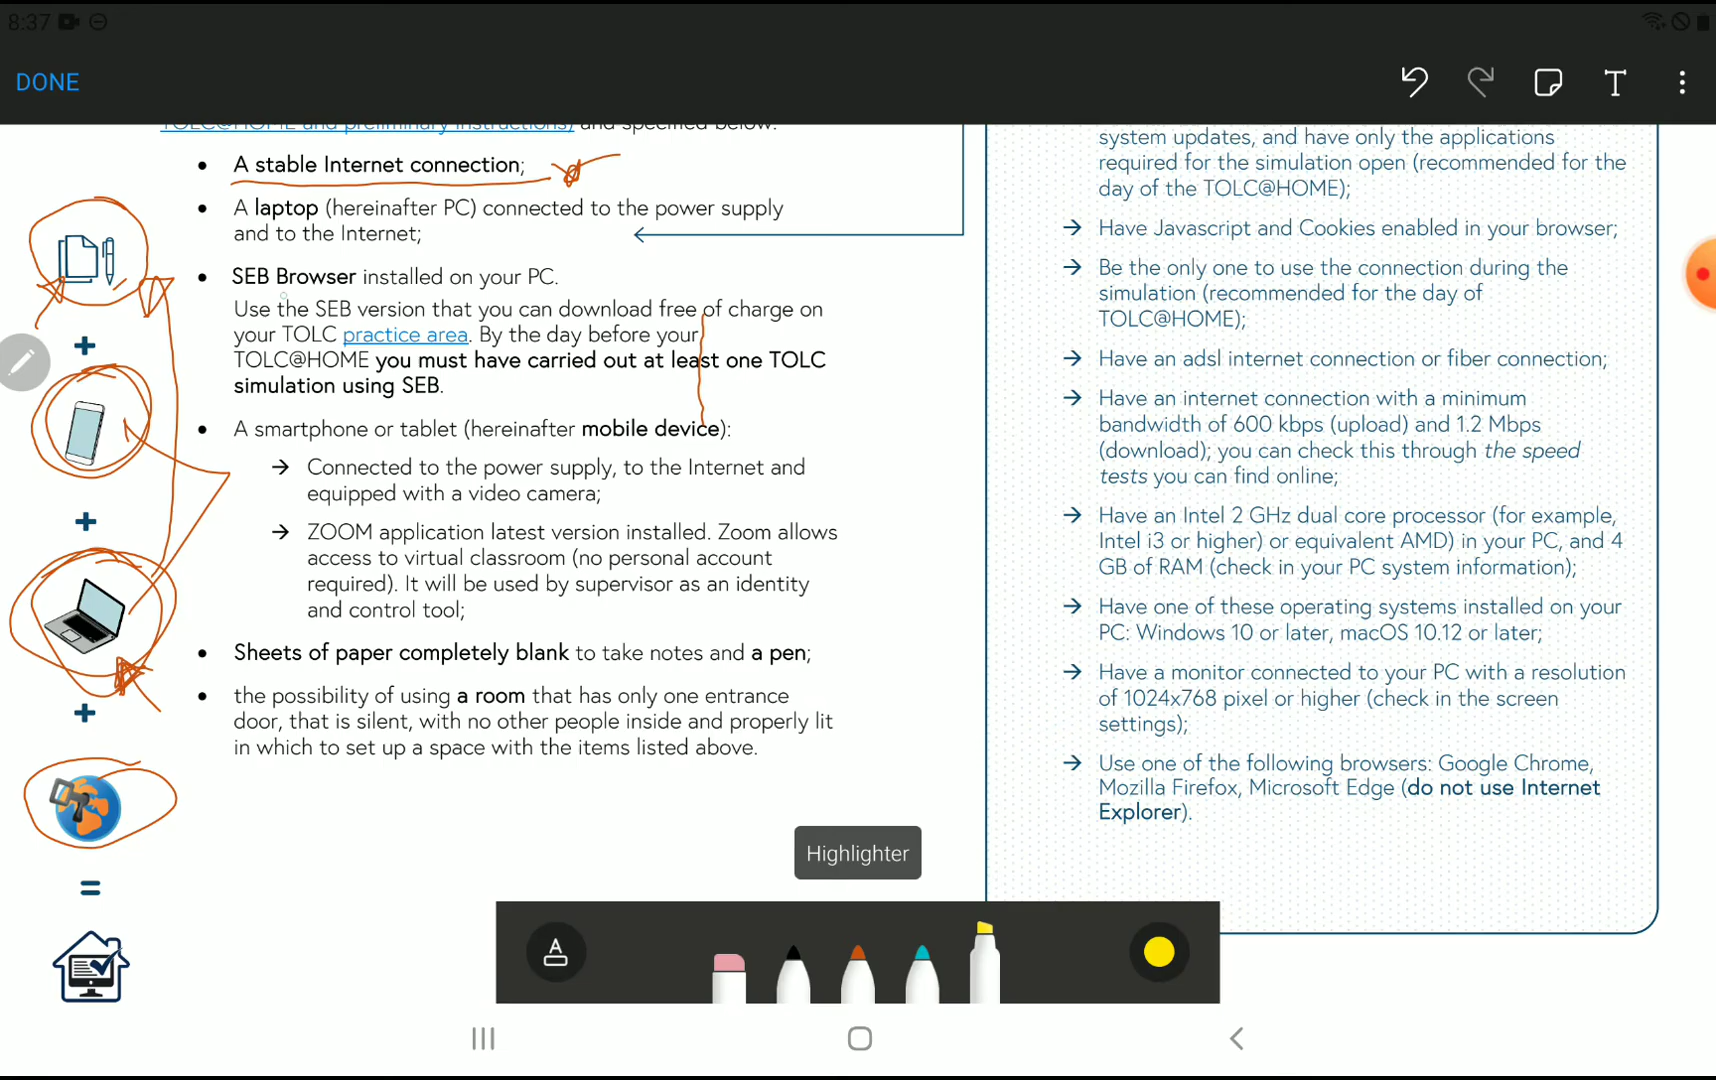 8:37
DONE
T
TOLC@HOME and preliminary instructions) and specified below.
• A stable Internet connection;
• A laptop (hereinafter PC) connected to the power supply
and to the Internet;
• SEB Browser installed on your PC.
Use the SEB version that you can download free of charge on
your TOLC practice area. By the day before your
TOLC@HOME you must have carried out at least one TOLC
simulation using SEB.
• A smartphone or tablet (hereinafter mobile device):
→ Connected to the power supply, to the Internet and
equipped with a video camera;
→ ZOOM application latest version installed. Zoom allows
access to virtual classroom (no personal account
required). It will be used by supervisor as an identity
and control tool;
• Sheets of paper completely blank to take notes and a pen;
• the possibility of using a room that has only one entrance
door, that is silent, with no other people inside and properly lit
in which to set up a space with the items listed above.
+
+
+
=
system updates, and have only the applications
required for the simulation open (recommended for the
day of the TOLC@HOME);
→ Have Javascript and Cookies enabled in your browser;
→ Be the only one to use the connection during the
simulation (recommended for the day of
TOLC@HOME);
→ Have an adsl internet connection or fiber connection;
→ Have an internet connection with a minimum
bandwidth of 600 kbps (upload) and 1.2 Mbps
(download); you can check this through the speed
tests you can find online;
→ Have an Intel 2 GHz dual core processor (for example,
Intel i3 or higher) or equivalent AMD) in your PC, and 4
GB of RAM (check in your PC system information);
→ Have one of these operating systems installed on your
PC: Windows 10 or later, macOS 10.12 or later;
→ Have a monitor connected to your PC with a resolution
of 1024x768 pixel or higher (check in the screen
settings);
→ Use one of the following browsers: Google Chrome,
Mozilla Firefox, Microsoft Edge (do not use Internet
Explorer).
Highlighter
A